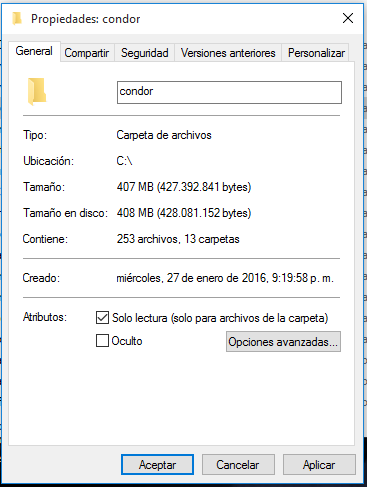 Propiedades: condor
General Compartir Seguridad Versiones anteriores Personalizar
condor
Tipo: Carpeta de archivos
Ubicación: C:\
Tamaño: 407 MB (427.392.841 bytes)
Tamaño en disco: 408 MB (428.081.152 bytes)
Contiene: 253 archivos, 13 carpetas
Creado: miércoles, 27 de enero de 2016, 9:19:58 p. m.
Atributos: Solo lectura (solo para archivos de la carpeta)
Oculto Opciones avanzadas...
Aceptar Cancelar Aplicar